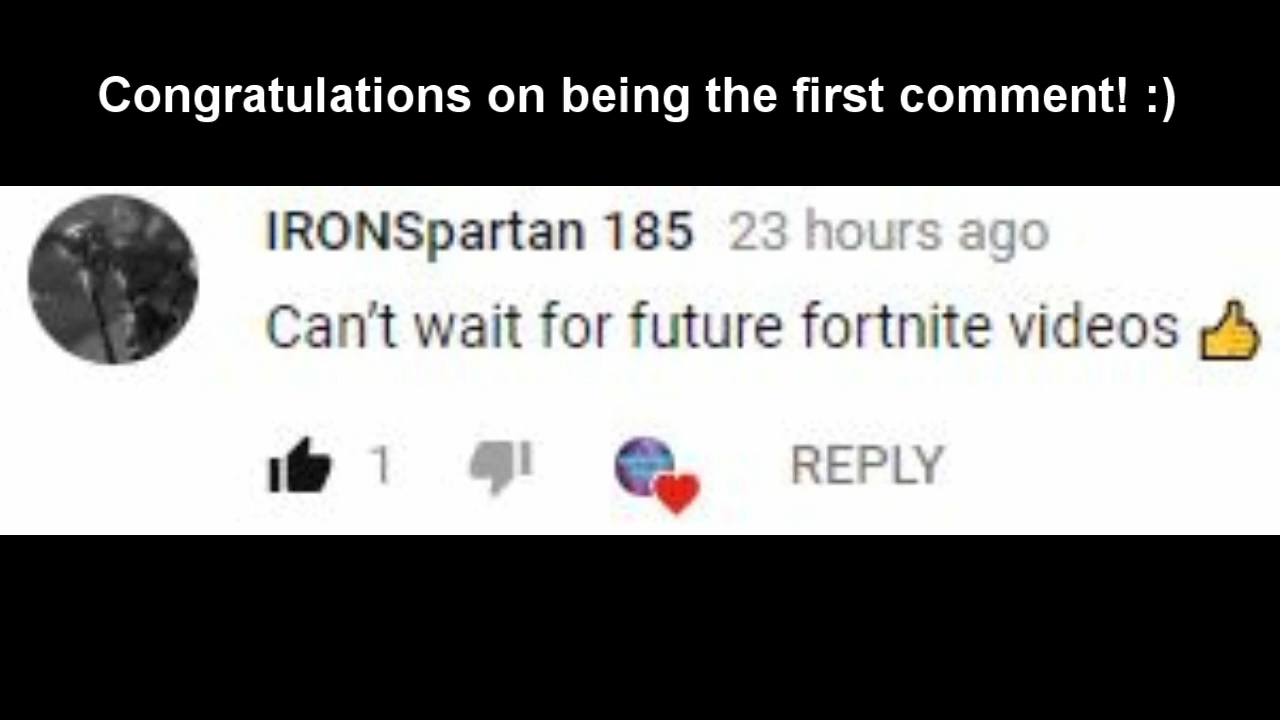 Congratulations on being the first comment! :)
IRONSpartan 185 23 hours ago
Can't wait for future fortnite videos 👍
1 REPLY